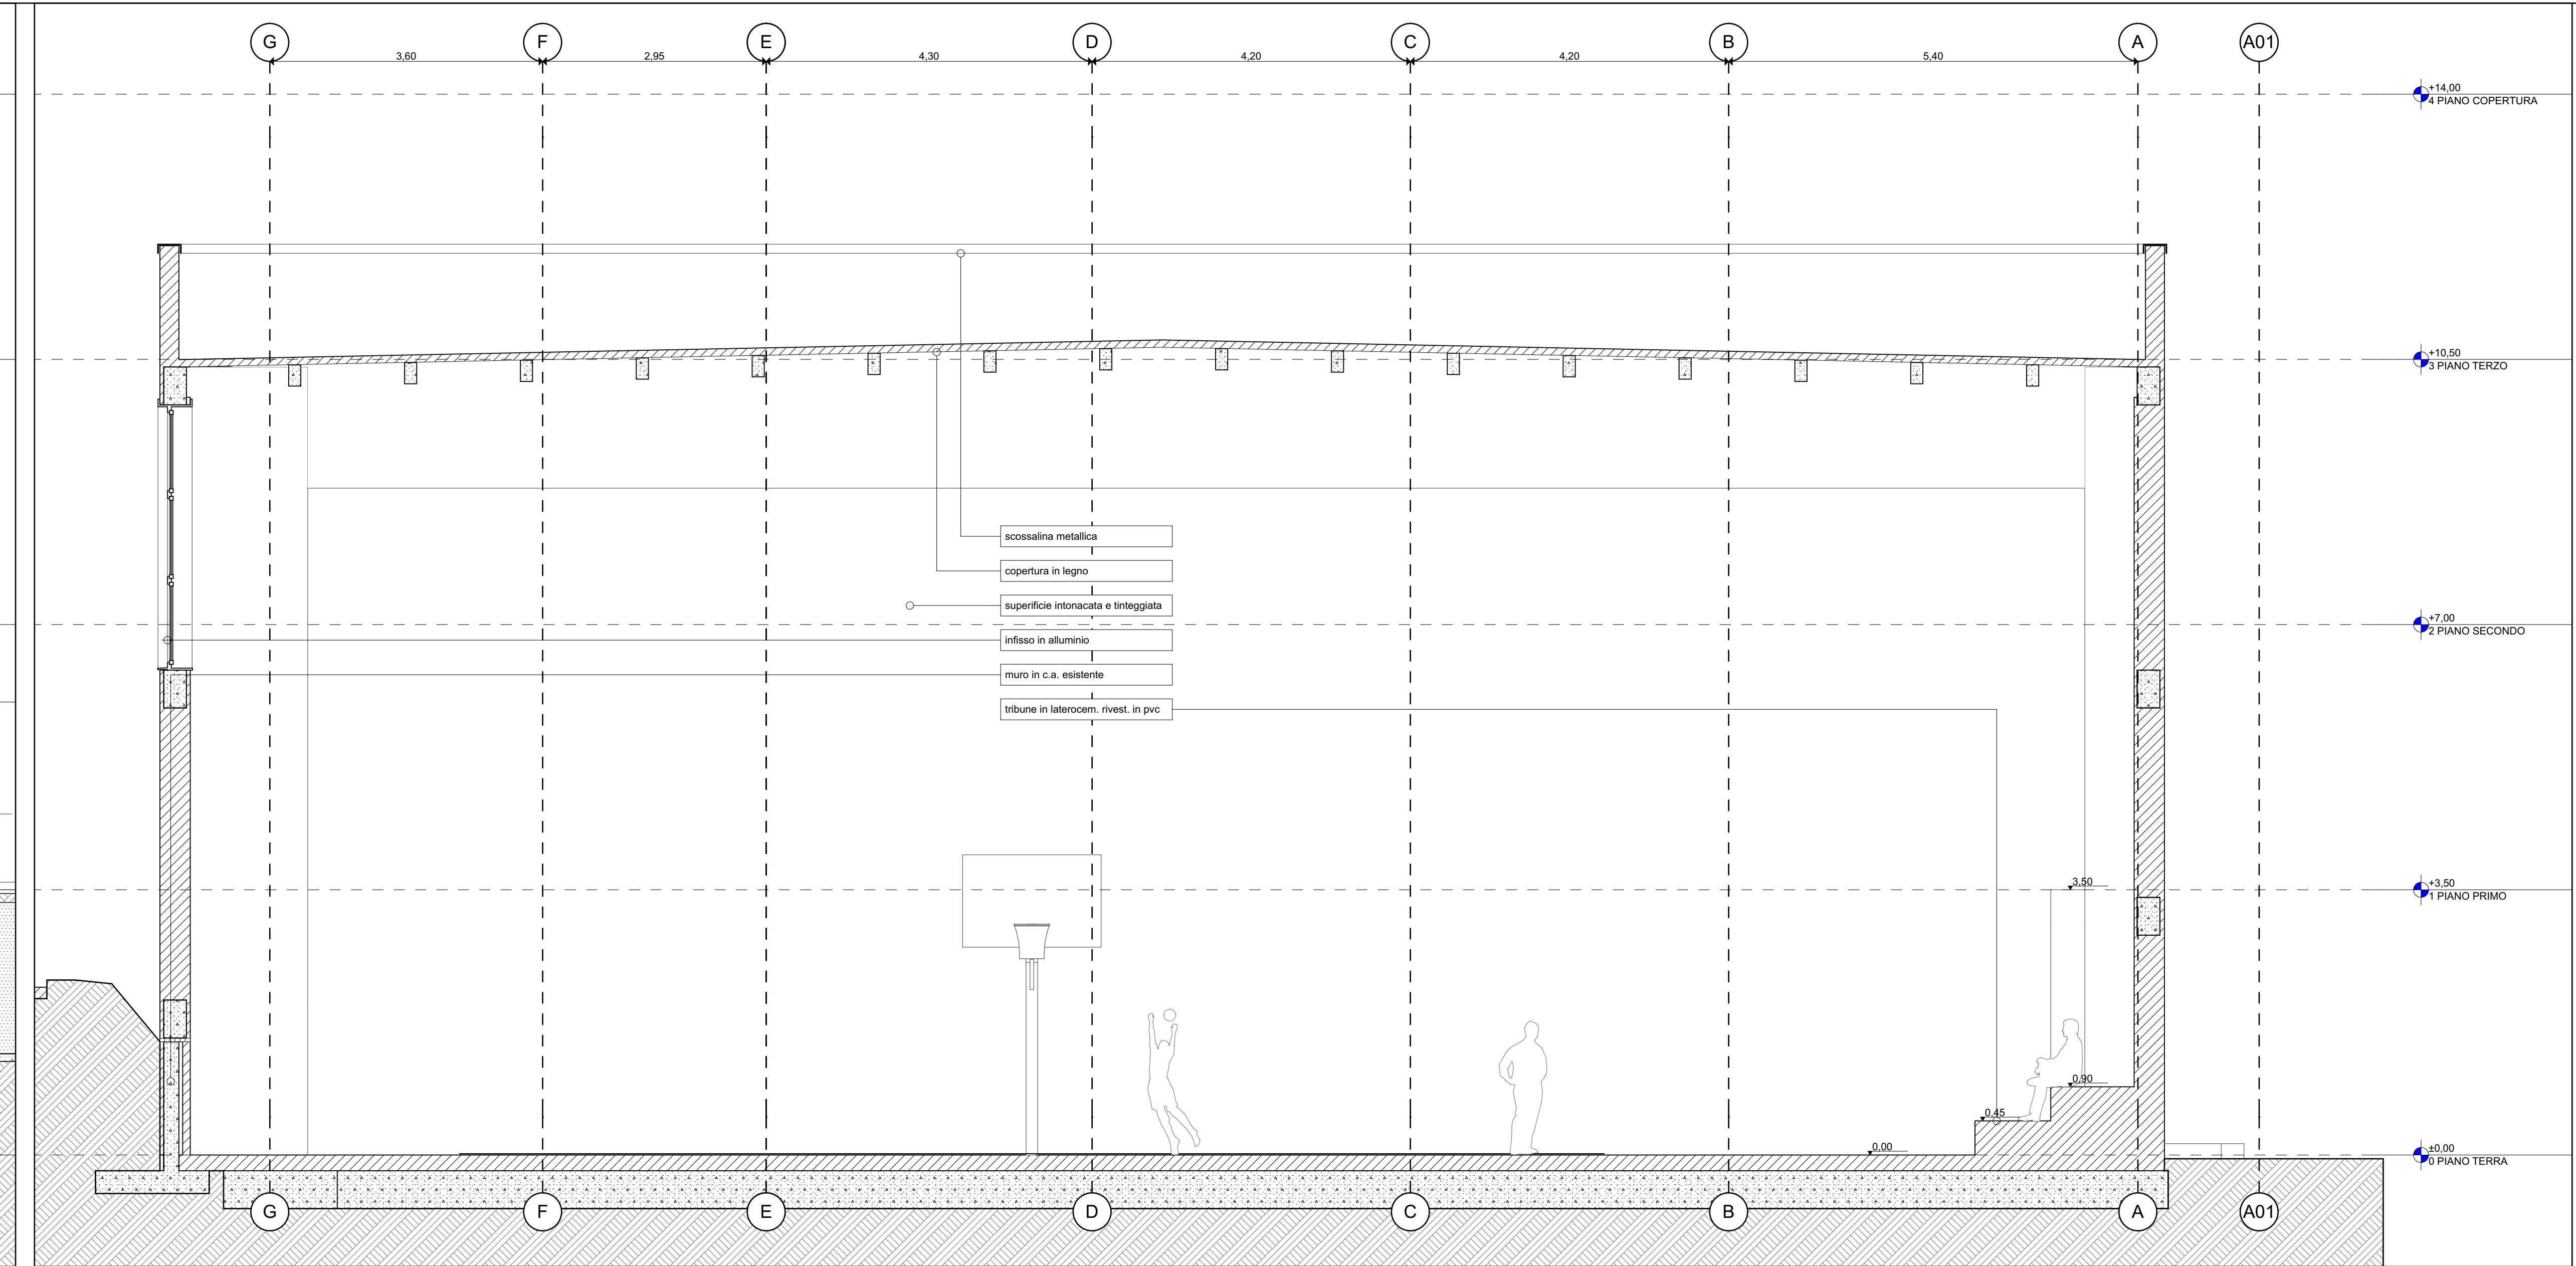 G F E D C B A A01
3,60 2,95 4,30 4,20 4,20 5,40
+14,00
4 PIANO COPERTURA
+10,50
3 PIANO TERZO
scossalina metallica
copertura in legno
superificie intonacata e tinteggiata
+7,00
2 PIANO SECONDO
infisso in alluminio
muro in c.a. esistente
tribune in laterocem. rivest. in pvc
3,50
+3,50
1 PIANO PRIMO
0,90
0,45
0,00
±0,00
0 PIANO TERRA
G F E D C B A A01